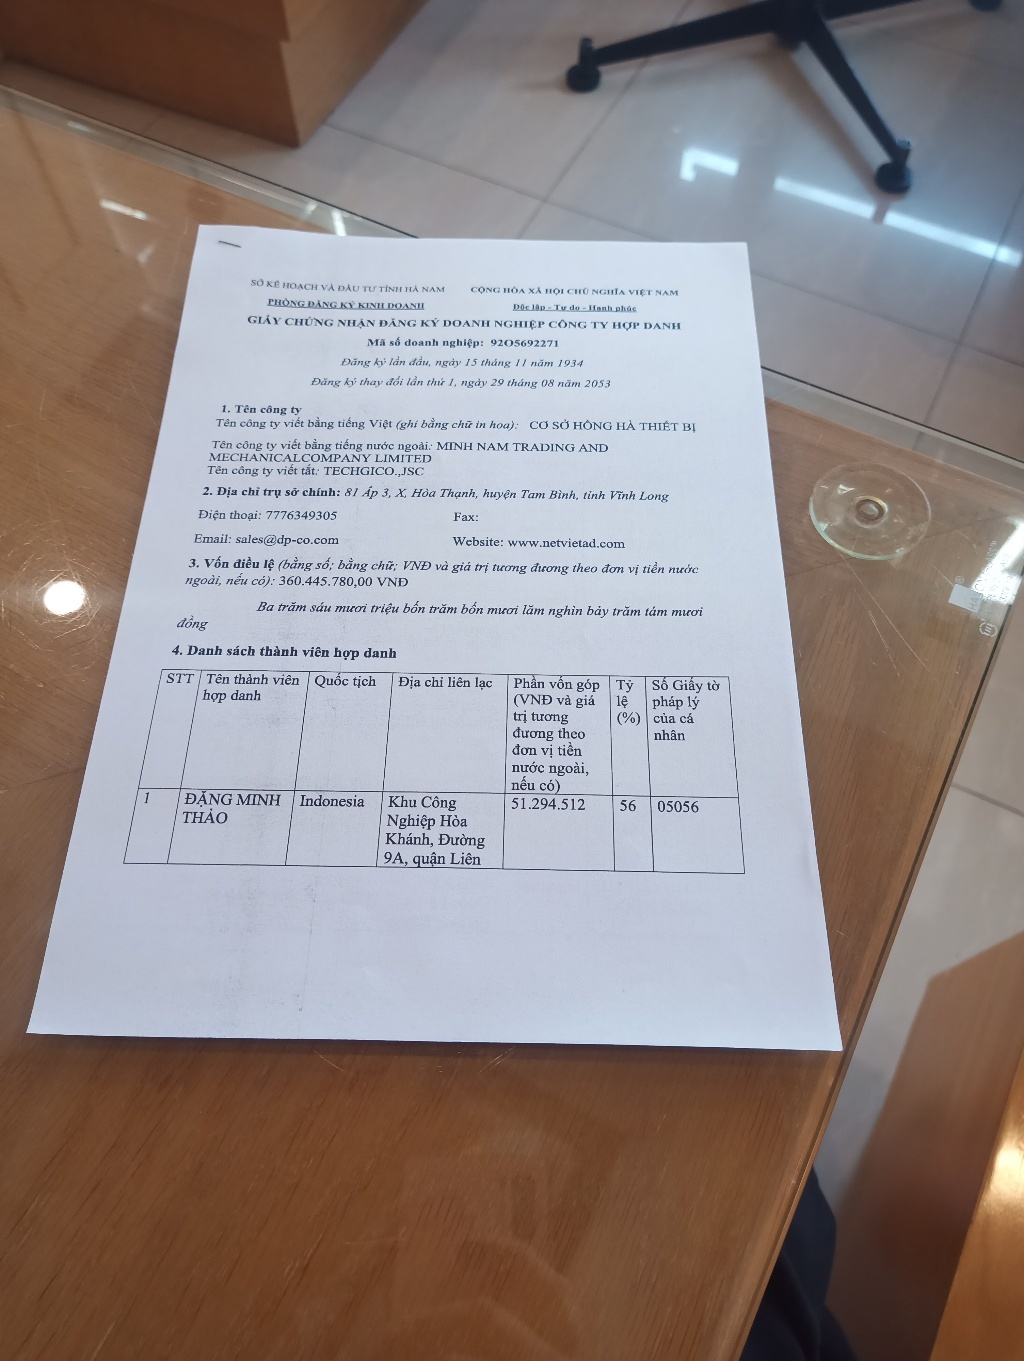 SỞ KẾ HOẠCH VÀ ĐẦU TƯ TỈNH HÀ NAM
CỘNG HÒA XÃ HỘI CHỦ NGHĨA VIỆT NAM
PHÒNG ĐĂNG KÝ KINH DOANH
Độc lập - Tự do - Hạnh phúc
GIẤY CHỨNG NHẬN ĐĂNG KÝ DOANH NGHIỆP CÔNG TY HỢP DANH
Mã số doanh nghiệp: 92O5692271
Đăng ký lần đầu, ngày 15 tháng 11 năm 1934
Đăng ký thay đổi lần thứ 1, ngày 29 tháng 08 năm 2053
1. Tên công ty
Tên công ty viết bằng tiếng Việt (ghi bằng chữ in hoa): CƠ SỞ HỒNG HÀ THIẾT BỊ
Tên công ty viết bằng tiếng nước ngoài: MINH NAM TRADING AND
MECHANICALCOMPANY LIMITED
Tên công ty viết tắt: TECHGICO.,JSC
2. Địa chỉ trụ sở chính: 81 Ấp 3, X, Hòa Thạnh, huyện Tam Bình, tỉnh Vĩnh Long
Điện thoại: 7776349305 Fax:
Email: sales@dp-co.com Website: www.netvietad.com
3. Vốn điều lệ (bằng số; bằng chữ; VNĐ và giá trị tương đương theo đơn vị tiền nước
ngoài, nếu có): 360.445.780,00 VNĐ
Ba trăm sáu mươi triệu bốn trăm bốn mươi lăm nghìn bảy trăm tám mươi
đồng
4. Danh sách thành viên hợp danh
STT Tên thành viên Quốc tịch Địa chỉ liên lạc Phần vốn góp Tỷ Số Giấy tờ
hợp danh (VNĐ và giá lệ pháp lý
trị tương (%) của cá
đương theo nhân
đơn vị tiền
nước ngoài,
nếu có)
1 ĐẶNG MINH Indonesia Khu Công 51.294.512 56 05056
THẢO Nghiệp Hòa
Khánh, Đường
9A, quận Liên